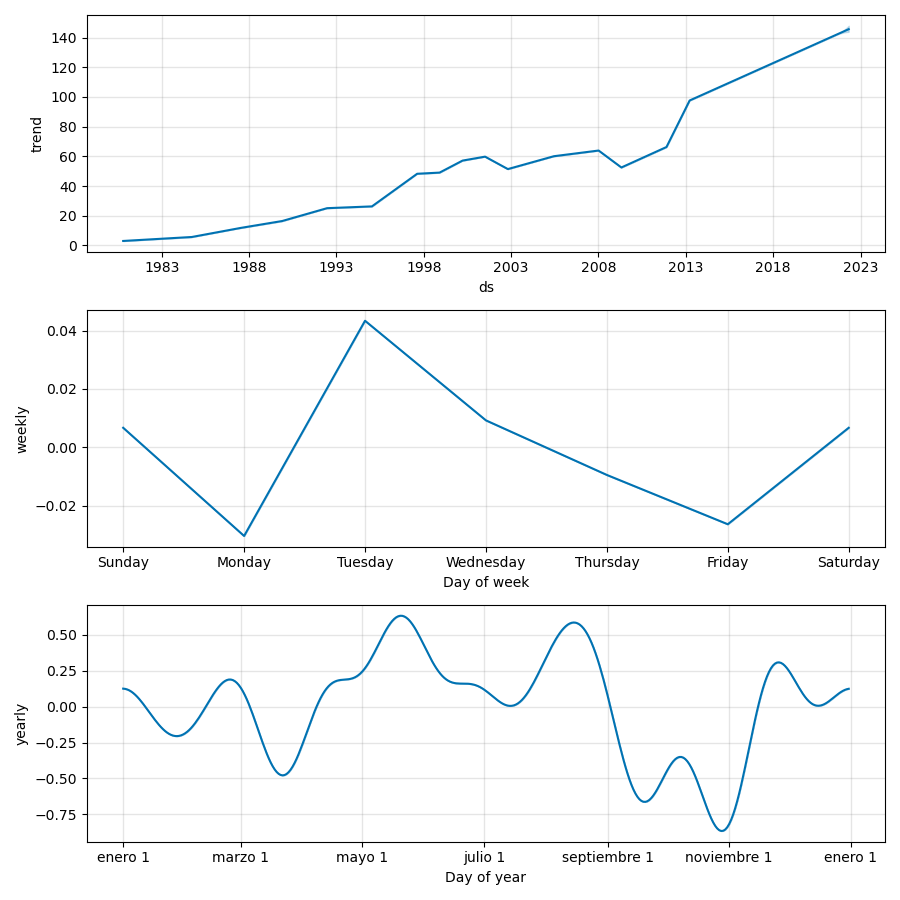 140
120
100
80
60
40
20
0
trend
1983 1988 1993 1998 2003 2008 2013 2018 2023
ds
0.04
0.02
0.00
−0.02
weekly
Sunday Monday Tuesday Wednesday Thursday Friday Saturday
Day of week
0.50
0.25
0.00
−0.25
−0.50
−0.75
yearly
enero 1 marzo 1 mayo 1 julio 1 septiembre 1 noviembre 1 enero 1
Day of year